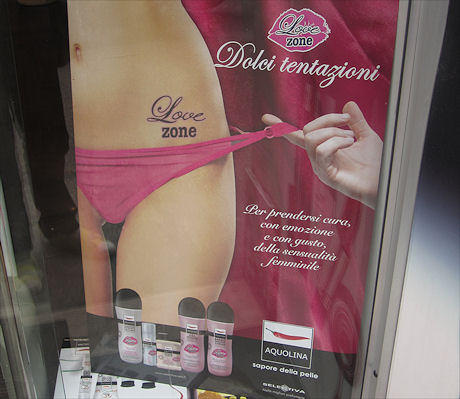 Love
zone
Dolci tentazioni
Love
zone
Per prendersi cura,
con emozione
e con gusto,
della sensualità
femminile
AQUOLINA
sapore della pelle
SELECTIVA